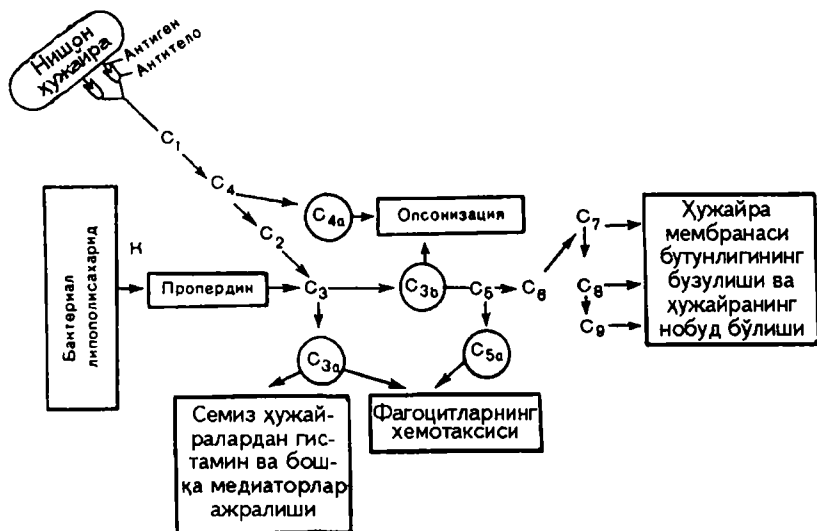 Нишон
ҳужайра
Антиген
Антитело
C1
C4
C4a
Опсонизация
C2
Бактериал
липополисахарид
к
Пропердин
C3
C3b
C5
C6
C7
C8
C9
Ҳужайра
мембранаси
бутунлигининг
бузулиши ва
ҳужайранинг
нобуд бўлиши
C3a
C5a
Семиз ҳужай-
ралардан гис-
тамин ва бош-
қа медиаторлар
ажралиши
Фагоцитларнинг
хемотаксиси